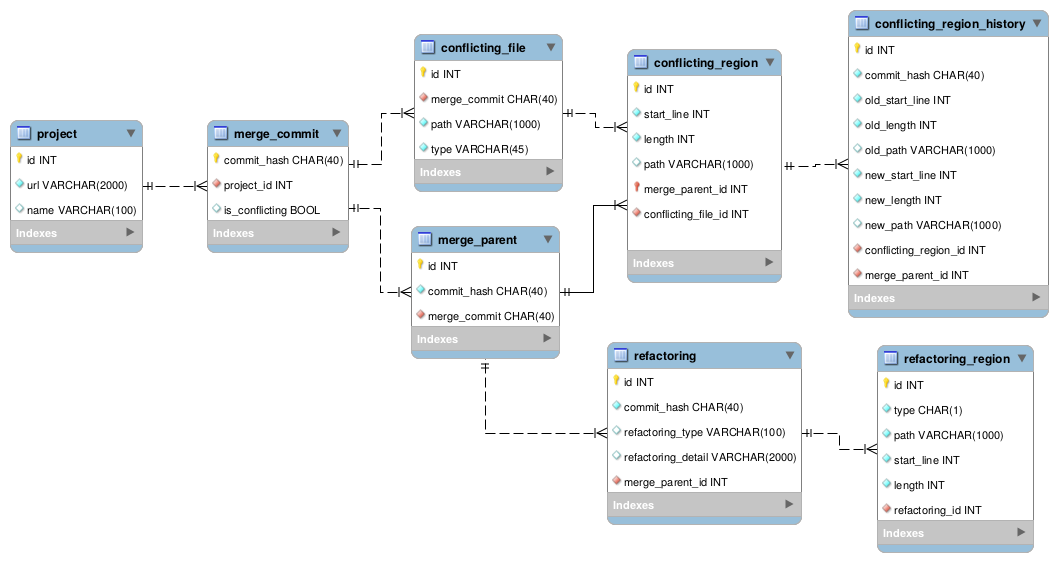 project
id INT
url VARCHAR(2000)
name VARCHAR(100)
Indexes
merge_commit
commit_hash CHAR(40)
project_id INT
is_conflicting BOOL
Indexes
conflicting_file
id INT
merge_commit CHAR(40)
path VARCHAR(1000)
type VARCHAR(45)
Indexes
merge_parent
id INT
commit_hash CHAR(40)
merge_commit CHAR(40)
Indexes
conflicting_region
id INT
start_line INT
length INT
path VARCHAR(1000)
merge_parent_id INT
conflicting_file_id INT
Indexes
conflicting_region_history
id INT
commit_hash CHAR(40)
old_start_line INT
old_length INT
old_path VARCHAR(1000)
new_start_line INT
new_length INT
new_path VARCHAR(1000)
conflicting_region_id INT
merge_parent_id INT
Indexes
refactoring
id INT
commit_hash CHAR(40)
refactoring_type VARCHAR(100)
refactoring_detail VARCHAR(2000)
merge_parent_id INT
Indexes
refactoring_region
id INT
type CHAR(1)
path VARCHAR(1000)
start_line INT
length INT
refactoring_id INT
Indexes